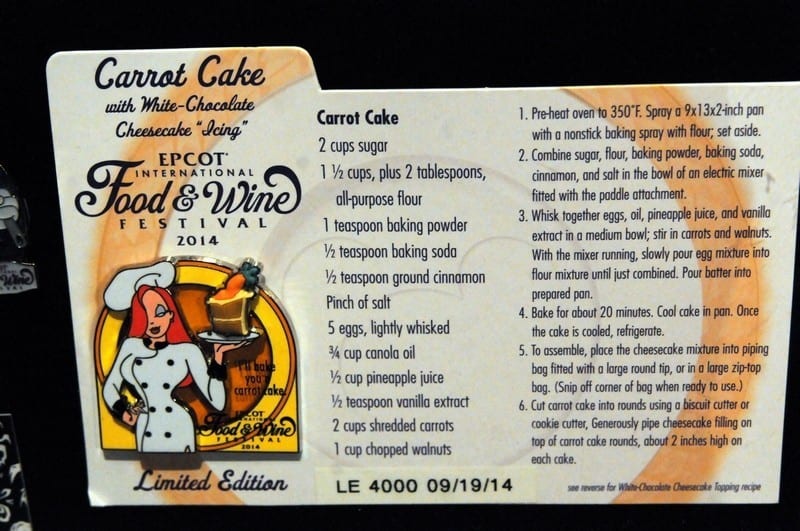 Carrot Cake
with White-Chocolate
Cheesecake "Icing"
EPCOT®
INTERNATIONAL
Food & Wine
FESTIVAL
2014
I'll bake
you a
carrot cake.
EPCOT
INTERNATIONAL
Food & Wine
FESTIVAL
2014
Limited Edition
Carrot Cake
2 cups sugar
1 ½ cups, plus 2 tablespoons,
all-purpose flour
1 teaspoon baking powder
½ teaspoon baking soda
½ teaspoon ground cinnamon
Pinch of salt
5 eggs, lightly whisked
¾ cup canola oil
½ cup pineapple juice
½ teaspoon vanilla extract
2 cups shredded carrots
1 cup chopped walnuts
LE 4000 09/19/14
1. Pre-heat oven to 350°F. Spray a 9x13x2-inch pan
with a nonstick baking spray with flour; set aside.
2. Combine sugar, flour, baking powder, baking soda,
cinnamon, and salt in the bowl of an electric mixer
fitted with the paddle attachment.
3. Whisk together eggs, oil, pineapple juice, and vanilla
extract in a medium bowl; stir in carrots and walnuts.
With the mixer running, slowly pour egg mixture into
flour mixture until just combined. Pour batter into
prepared pan.
4. Bake for about 20 minutes. Cool cake in pan. Once
the cake is cooled, refrigerate.
5. To assemble, place the cheesecake mixture into piping
bag fitted with a large round tip, or in a large zip-top
bag. (Snip off corner of bag when ready to use.)
6. Cut carrot cake into rounds using a biscuit cutter or
cookie cutter, Generously pipe cheesecake filling on
top of carrot cake rounds, about 2 inches high on
each cake.
see reverse for White-Chocolate Cheesecake Topping recipe